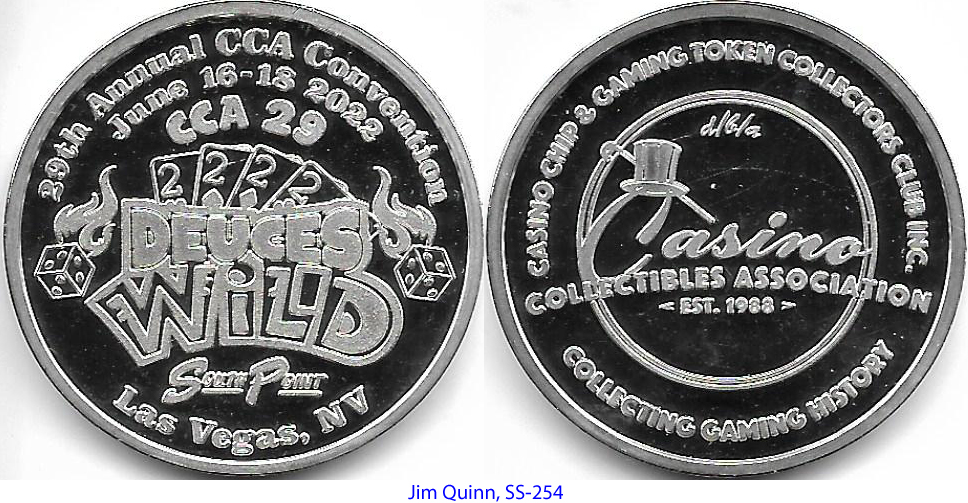 29th Annual CCA Convention
June 16-18 2022
CCA 29
2 2 2 2
DEUCES
WILD
SOUTH POINT
Las Vegas, NV
CASINO CHIP & GAMING TOKEN COLLECTORS CLUB INC.
d/b/a
Casino
COLLECTIBLES ASSOCIATION
< EST. 1988 >
COLLECTING GAMING HISTORY
Jim Quinn, SS-254